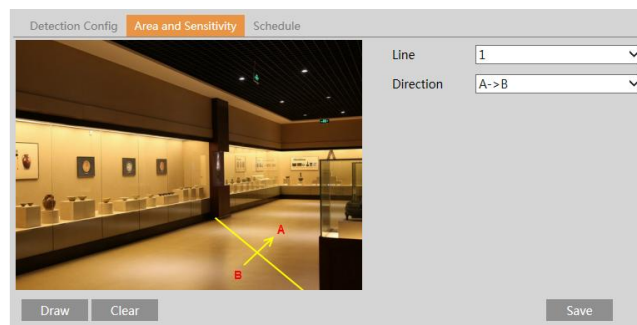 Detection Config Area and Sensitivity Schedule
Line 1
Direction A->B
A
B
Draw Clear Save